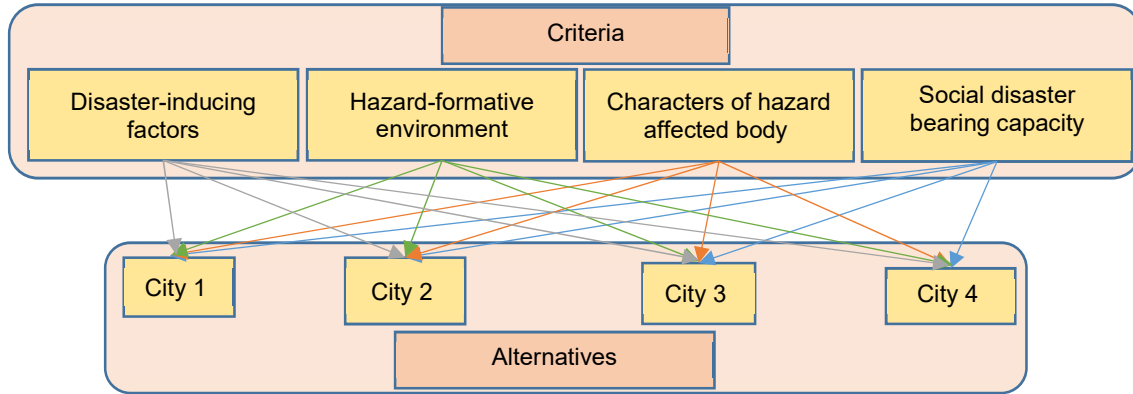 Criteria
Disaster-inducing
factors
Hazard-formative
environment
Characters of hazard
affected body
Social disaster
bearing capacity
City 1
City 2
City 3
City 4
Alternatives